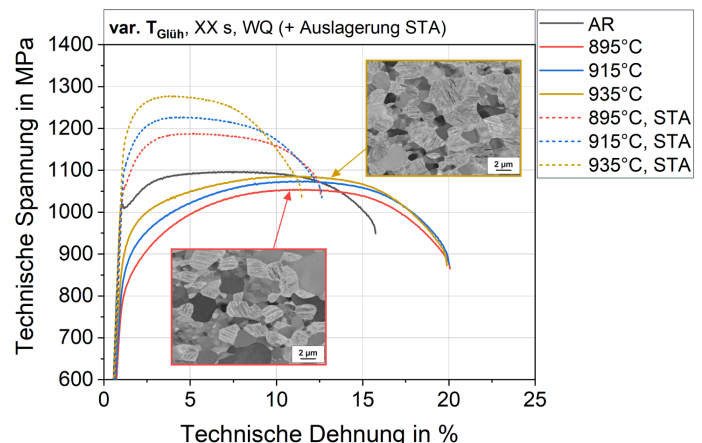 var. T_Glüh, XX s, WQ (+ Auslagerung STA)
AR
895°C
915°C
935°C
895°C, STA
915°C, STA
935°C, STA
Technische Spannung in MPa
1400
1300
1200
1100
1000
900
800
700
600
2 µm
2 µm
0 5 10 15 20 25
Technische Dehnung in %